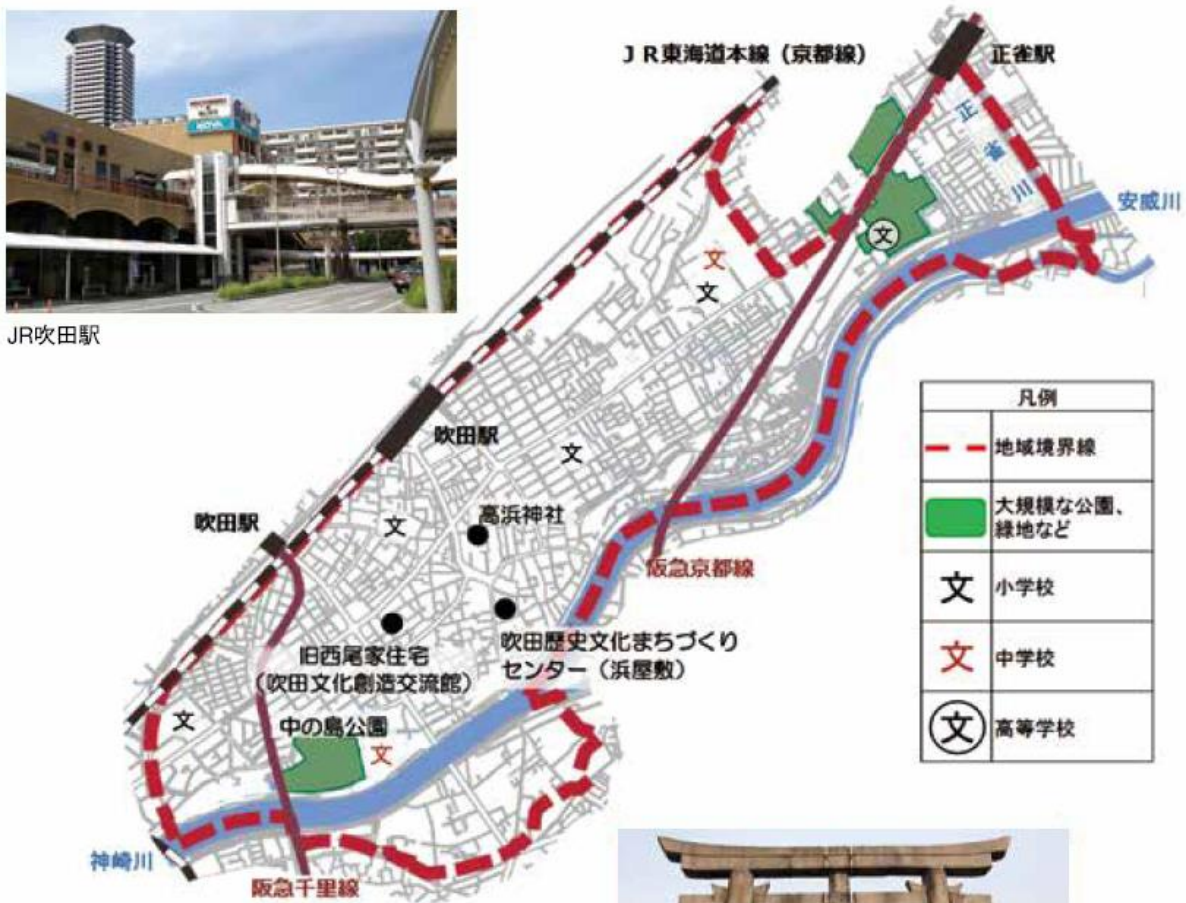 JR東海道本線（京都線）
正雀駅
正雀川
安威川
JR吹田駅
文
文
文
吹田駅
文
高浜神社
文
吹田駅
阪急京都線
旧西尾家住宅
（吹田文化創造交流館）
吹田歴史文化まちづくり
センター（浜屋敷）
文
中の島公園
文
神崎川
阪急千里線
凡例
地域境界線
大規模な公園、
緑地など
文 小学校
文 中学校
文 高等学校